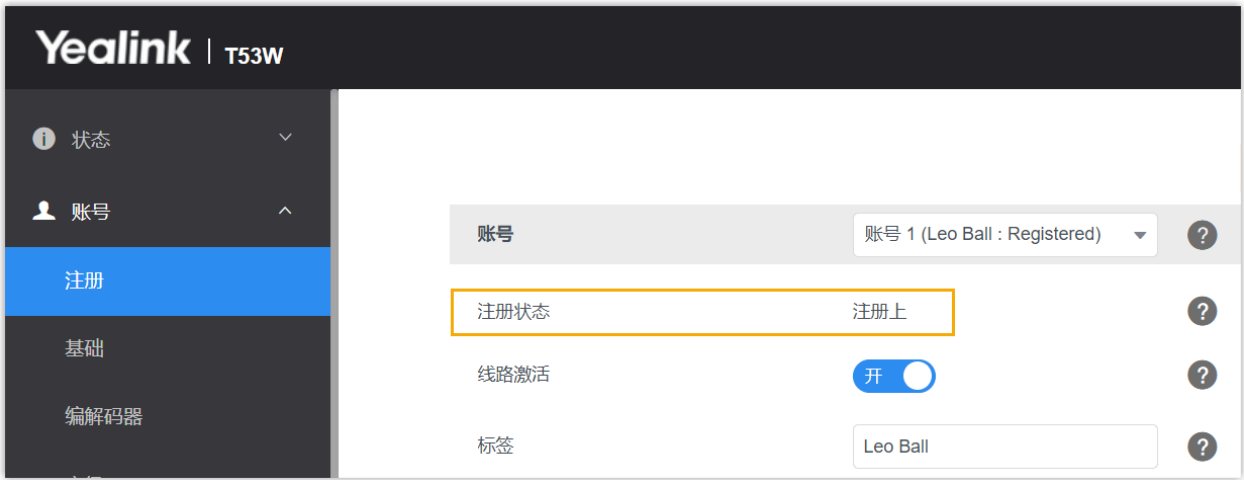 Yealink | T53W
状态
账号
注册
基础
编解码器
账号 账号 1 (Leo Ball : Registered) ?
注册状态 注册上 ?
线路激活 开 ?
标签 Leo Ball ?